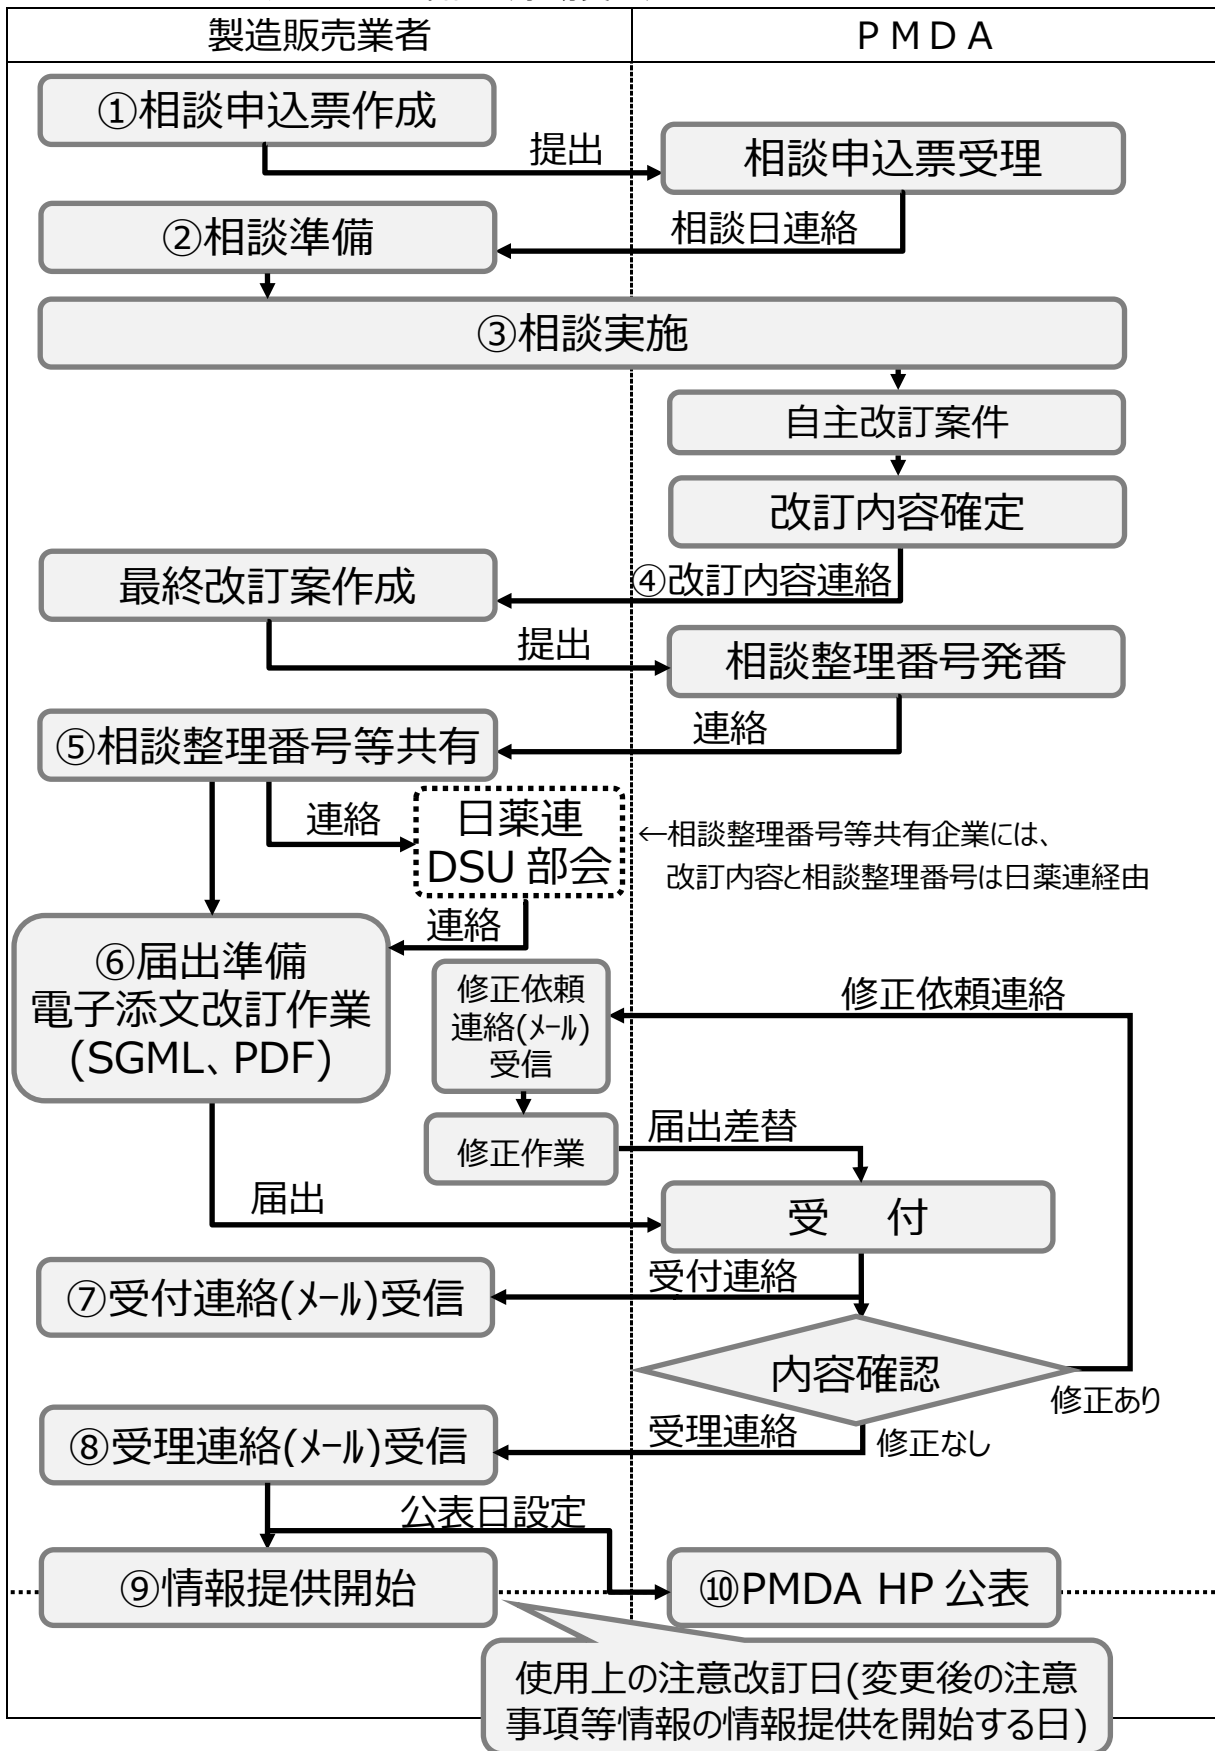 製造販売業者
PMDA
①相談申込票作成
提出
相談申込票受理
相談日連絡
②相談準備
③相談実施
自主改訂案件
改訂内容確定
④改訂内容連絡
最終改訂案作成
提出
相談整理番号発番
連絡
⑤相談整理番号等共有
連絡
日薬連
DSU 部会
←相談整理番号等共有企業には、
改訂内容と相談整理番号は日薬連経由
連絡
⑥届出準備
電子添文改訂作業
(SGML、PDF)
修正依頼
連絡(ﾒｰﾙ)
受信
修正依頼連絡
修正作業
届出差替
届出
受　付
受付連絡
⑦受付連絡(ﾒｰﾙ)受信
内容確認
修正あり
受理連絡
修正なし
⑧受理連絡(ﾒｰﾙ)受信
公表日設定
⑨情報提供開始
⑩PMDA HP 公表
使用上の注意改訂日(変更後の注意
事項等情報の情報提供を開始する日)